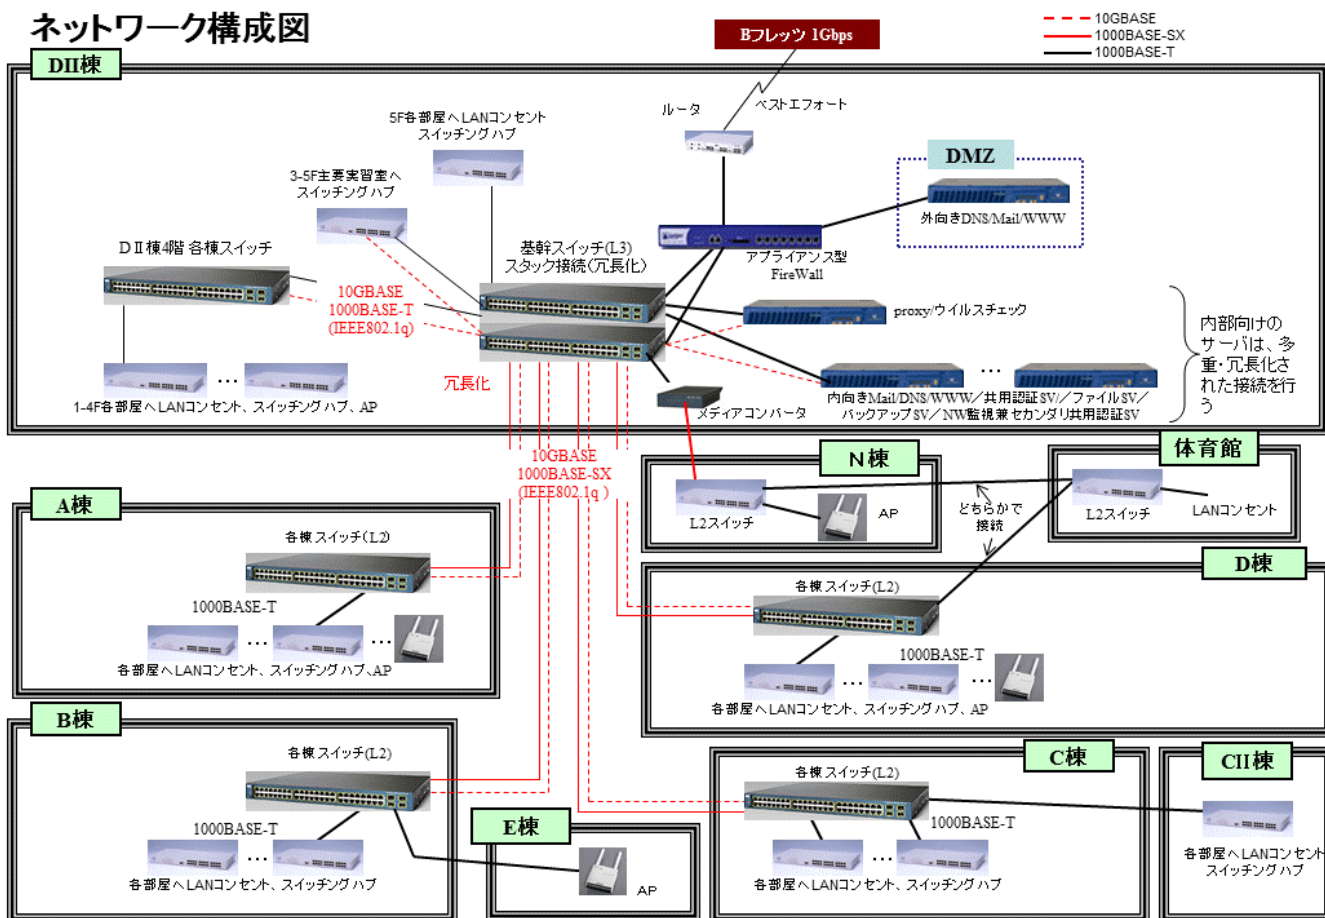 ネットワーク構成図
Bフレッツ 1Gbps
10GBASE
1000BASE-SX
1000BASE-T
DII棟
ルータ
ベストエフォート
5F各部屋へLANコンセント
スイッチングハブ
3-5F主要実習室へ
スイッチングハブ
DMZ
外向きDNS/Mail/WWW
DⅡ棟4階 各棟スイッチ
基幹スイッチ(L3)
スタック接続(冗長化)
アプライアンス型
FireWall
10GBASE
1000BASE-T
(IEEE802.1q)
proxy/ウイルスチェック
内部向けの
サーバは、多
重・冗長化さ
れた接続を行
う
冗長化
1-4F各部屋へLANコンセント、スイッチングハブ、AP
メディアコンバータ
内向きMail/DNS/WWW/共用認証SV//ファイルSV/
バックアップSV/NW監視兼セカンダリ共用認証SV
10GBASE
1000BASE-SX
(IEEE802.1q )
N棟
L2スイッチ
AP
どちらかで
接続
体育館
L2スイッチ
LANコンセント
A棟
各棟スイッチ(L2)
1000BASE-T
各部屋へLANコンセント、スイッチングハブ、AP
D棟
各棟スイッチ(L2)
1000BASE-T
各部屋へLANコンセント、スイッチングハブ、AP
B棟
各棟スイッチ(L2)
1000BASE-T
各部屋へLANコンセント、スイッチングハブ
E棟
AP
C棟
各棟スイッチ(L2)
1000BASE-T
各部屋へLANコンセント、スイッチングハブ
CII棟
各部屋へLANコンセント
スイッチングハブ